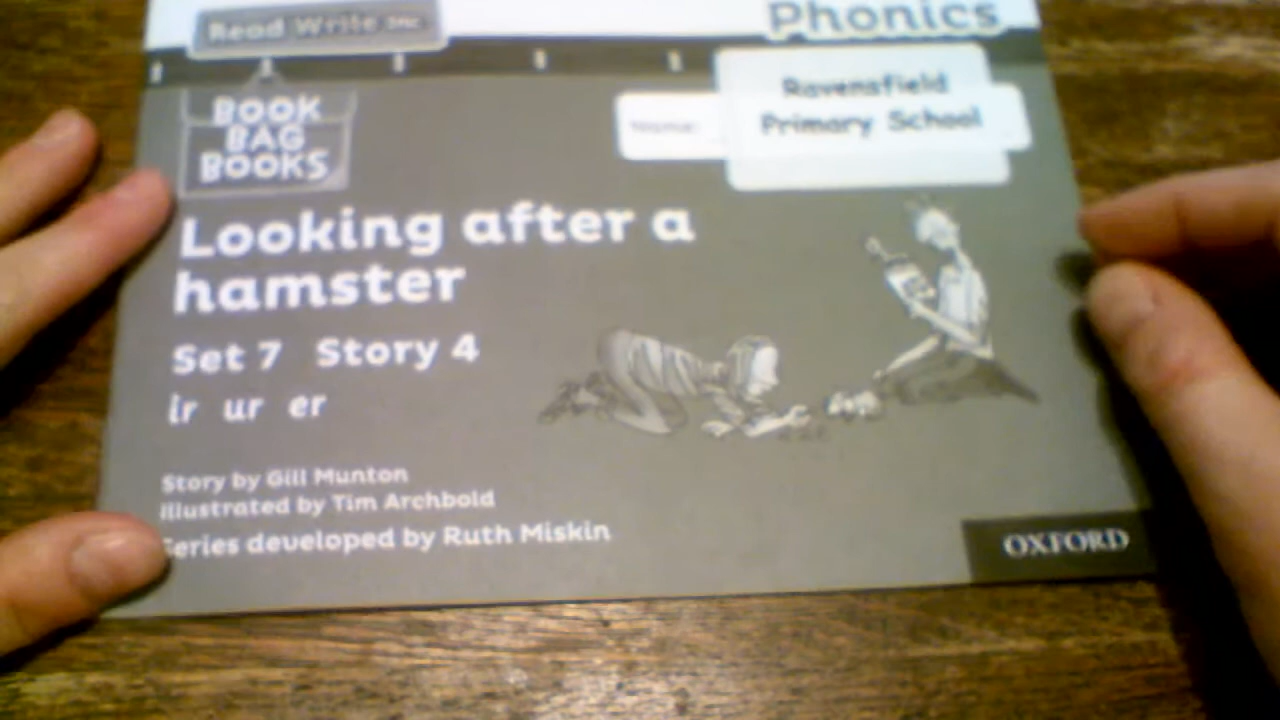 Read Write Inc.
Phonics
BOOK
BAG
BOOKS
Name:
Ravensfield
Primary School
Looking after a
hamster
Set 7 Story 4
ir ur er
Story by Gill Munton
Illustrated by Tim Archbold
Series developed by Ruth Miskin
OXFORD